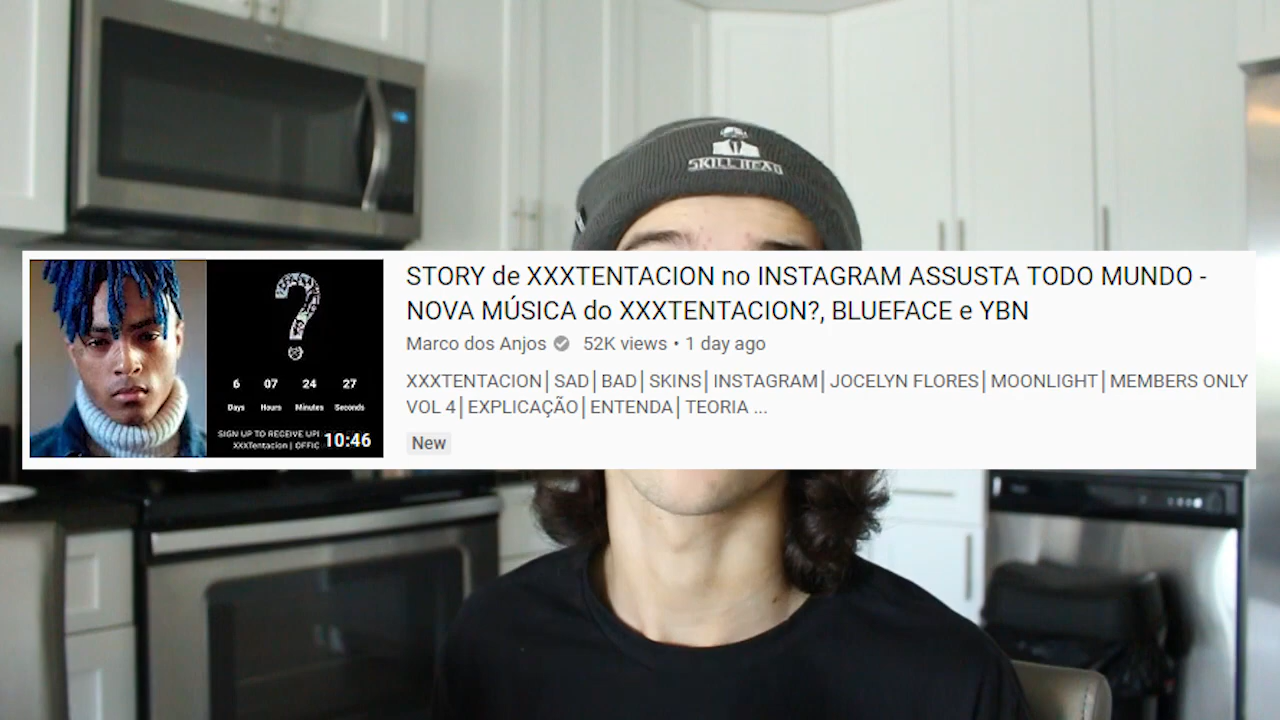 SKILL HEAD
STORY de XXXTENTACION no INSTAGRAM ASSUSTA TODO MUNDO -
NOVA MÚSICA do XXXTENTACION?, BLUEFACE e YBN
Marco dos Anjos 52K views • 1 day ago
XXXTENTACION│SAD│BAD│SKINS│INSTAGRAM│JOCELYN FLORES│MOONLIGHT│MEMBERS ONLY
VOL 4│EXPLICAÇÃO│ENTENDA│TEORIA ...
New
?
6 07 24 27
Days Hours Minutes Seconds
SIGN UP TO RECEIVE UP
XXXTentacion | OFFIC
10:46